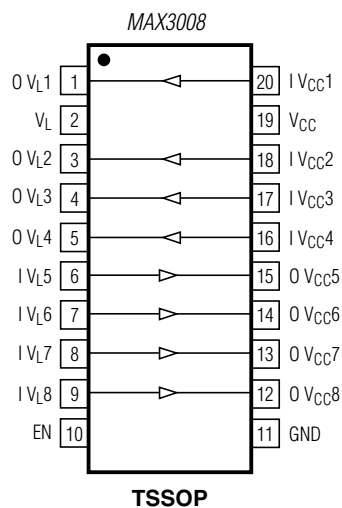 MAX3008
O VL1 1 20 I VCC1
VL 2 19 VCC
O VL2 3 18 I VCC2
O VL3 4 17 I VCC3
O VL4 5 16 I VCC4
I VL5 6 15 O VCC5
I VL6 7 14 O VCC6
I VL7 8 13 O VCC7
I VL8 9 12 O VCC8
EN 10 11 GND
TSSOP